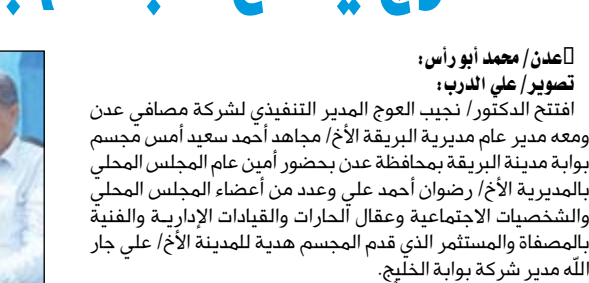 عدن/ محمد أبو رأس:
تصوير/ علي الدرب:
افتتح الدكتور/ نجيب العوج المدير التنفيذي لشركة مصافي عدن
ومعه مدير عام مديرية البريقة الأخ/ مجاهد أحمد سعيد أمس مجسم
بوابة مدينة البريقة بمحافظة عدن بحضور أمين عام المجلس المحلي
بالمديرية الأخ/ رضوان أحمد علي وعدد من أعضاء المجلس المحلي
والشخصيات الاجتماعية وعقال الحارات والقيادات الإدارية والفنية
بالمصفاة والمستثمر الذي قدم المجسم هدية للمدينة الأخ/ علي جار
الله مدير شركة بوابة الخليج.